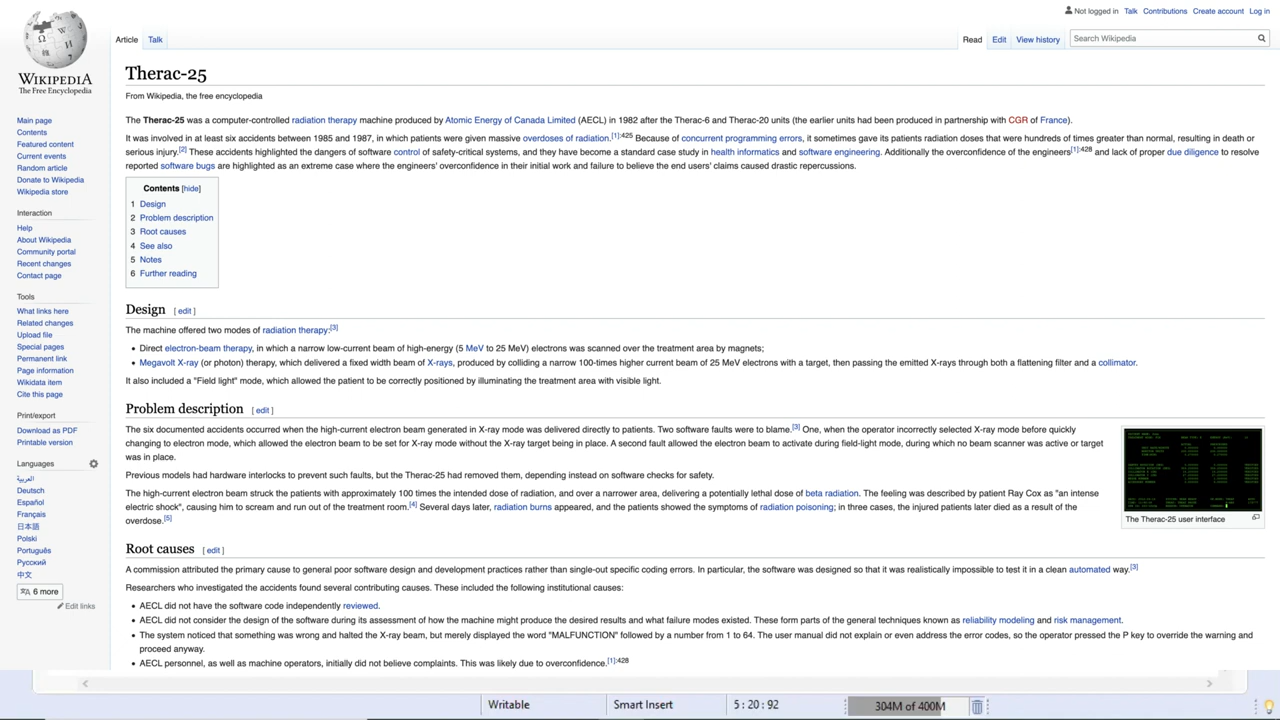 Not logged in Talk Contributions Create account Log in
WIKIPEDIA
The Free Encyclopedia
Article Talk
Read Edit View history
Search Wikipedia
Main page
Contents
Featured content
Current events
Random article
Donate to Wikipedia
Wikipedia store
Interaction
Help
About Wikipedia
Community portal
Recent changes
Contact page
Tools
What links here
Related changes
Upload file
Special pages
Permanent link
Page information
Wikidata item
Cite this page
Print/export
Download as PDF
Printable version
Languages
العربية
Deutsch
Español
Français
日本語
Polski
Português
Русский
中文
6 more
Edit links
Therac-25
From Wikipedia, the free encyclopedia
The Therac-25 was a computer-controlled radiation therapy machine produced by Atomic Energy of Canada Limited (AECL) in 1982 after the Therac-6 and Therac-20 units (the earlier units had been produced in partnership with CGR of France).
It was involved in at least six accidents between 1985 and 1987, in which patients were given massive overdoses of radiation.[1]:425 Because of concurrent programming errors, it sometimes gave its patients radiation doses that were hundreds of times greater than normal, resulting in death or
serious injury.[2] These accidents highlighted the dangers of software control of safety-critical systems, and they have become a standard case study in health informatics and software engineering. Additionally the overconfidence of the engineers[1]:428 and lack of proper due diligence to resolve
reported software bugs are highlighted as an extreme case where the engineers' overconfidence in their initial work and failure to believe the end users' claims caused drastic repercussions.
Contents [hide]
1 Design
2 Problem description
3 Root causes
4 See also
5 Notes
6 Further reading
Design [ edit ]
The machine offered two modes of radiation therapy:[3]
• Direct electron-beam therapy, in which a narrow low-current beam of high-energy (5 MeV to 25 MeV) electrons was scanned over the treatment area by magnets;
• Megavolt X-ray (or photon) therapy, which delivered a fixed width beam of X-rays, produced by colliding a narrow 100-times higher current beam of 25 MeV electrons with a target, then passing the emitted X-rays through both a flattening filter and a collimator.
It also included a "Field light" mode, which allowed the patient to be correctly positioned by illuminating the treatment area with visible light.
Problem description [ edit ]
The six documented accidents occurred when the high-current electron beam generated in X-ray mode was delivered directly to patients. Two software faults were to blame.[3] One, when the operator incorrectly selected X-ray mode before quickly
changing to electron mode, which allowed the electron beam to be set for X-ray mode without the X-ray target being in place. A second fault allowed the electron beam to activate during field-light mode, during which no beam scanner was active or target
was in place.
Previous models had hardware interlocks to prevent such faults, but the Therac-25 had removed them, depending instead on software checks for safety.
The high-current electron beam struck the patients with approximately 100 times the intended dose of radiation, and over a narrower area, delivering a potentially lethal dose of beta radiation. The feeling was described by patient Ray Cox as "an intense
electric shock", causing him to scream and run out of the treatment room.[4] Several days later, radiation burns appeared, and the patients showed the symptoms of radiation poisoning; in three cases, the injured patients later died as a result of the
overdose.[5]
The Therac-25 user interface
Root causes [ edit ]
A commission attributed the primary cause to general poor software design and development practices rather than single-out specific coding errors. In particular, the software was designed so that it was realistically impossible to test it in a clean automated way.[3]
Researchers who investigated the accidents found several contributing causes. These included the following institutional causes:
• AECL did not have the software code independently reviewed.
• AECL did not consider the design of the software during its assessment of how the machine might produce the desired results and what failure modes existed. These form parts of the general techniques known as reliability modeling and risk management.
• The system noticed that something was wrong and halted the X-ray beam, but merely displayed the word "MALFUNCTION" followed by a number from 1 to 64. The user manual did not explain or even address the error codes, so the operator pressed the P key to override the warning and
proceed anyway.
• AECL personnel, as well as machine operators, initially did not believe complaints. This was likely due to overconfidence.[1]:428
Writable Smart Insert 5 : 20 : 92 304M of 400M